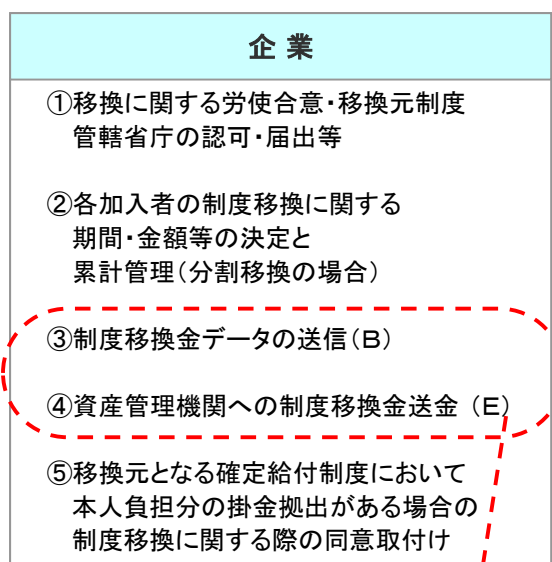 企 業
①移換に関する労使合意・移換元制度
管轄省庁の認可・届出等
②各加入者の制度移換に関する
期間・金額等の決定と
累計管理（分割移換の場合）
③制度移換金データの送信（Ｂ）
④資産管理機関への制度移換金送金（Ｅ）
⑤移換元となる確定給付制度において
本人負担分の掛金拠出がある場合の
制度移換に関する際の同意取付け